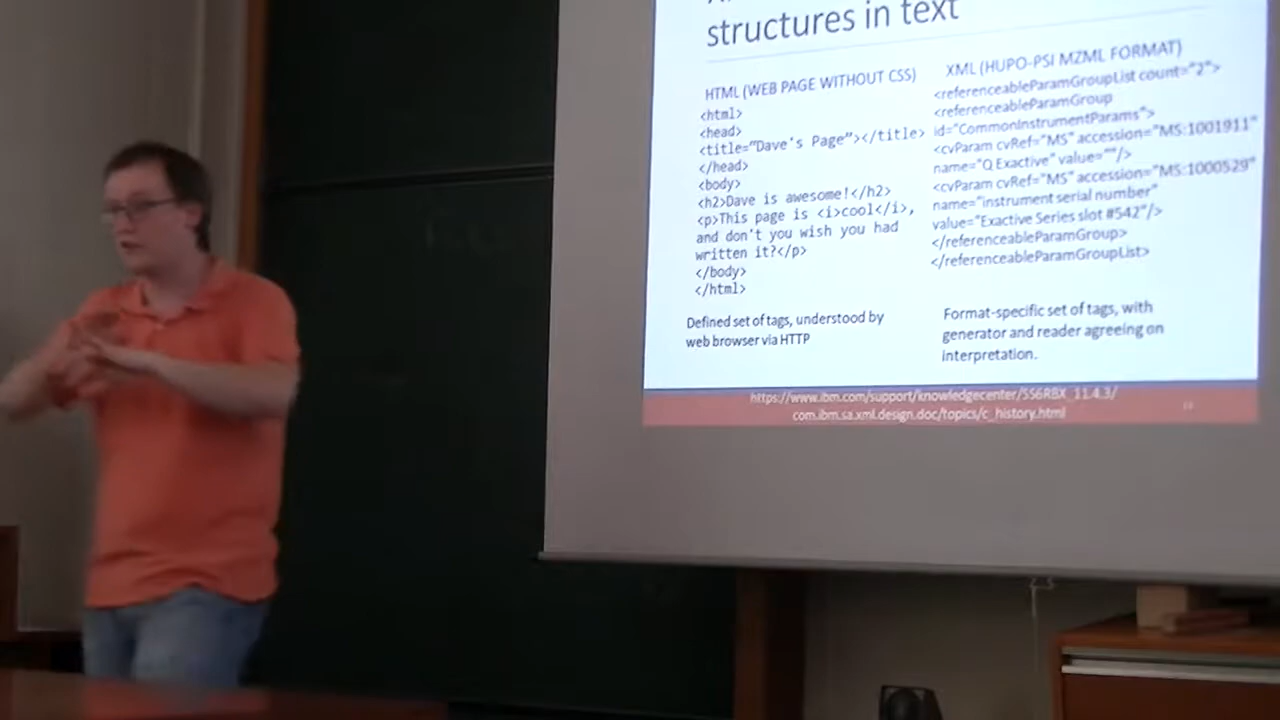 structures in text
HTML (WEB PAGE WITHOUT CSS)
<html>
<head>
<title="Dave's Page"></title>
</head>
<body>
<h2>Dave is awesome!</h2>
<p>This page is <i>cool</i>,
and don't you wish you had
written it?</p>
</body>
</html>
Defined set of tags, understood by
web browser via HTTP
XML (HUPO-PSI MZML FORMAT)
<referenceableParamGroupList count="2">
<referenceableParamGroup
id="CommonInstrumentParams">
<cvParam cvRef="MS" accession="MS:1001911"
name="Q Exactive" value=""/>
<cvParam cvRef="MS" accession="MS:1000529"
name="instrument serial number"
value="Exactive Series slot #542"/>
</referenceableParamGroup>
</referenceableParamGroupList>
Format-specific set of tags, with
generator and reader agreeing on
interpretation.
https://www.ibm.com/support/knowledgecenter/SS6RBX_11.4.3/
com.ibm.sa.xml.design.doc/topics/c_history.html